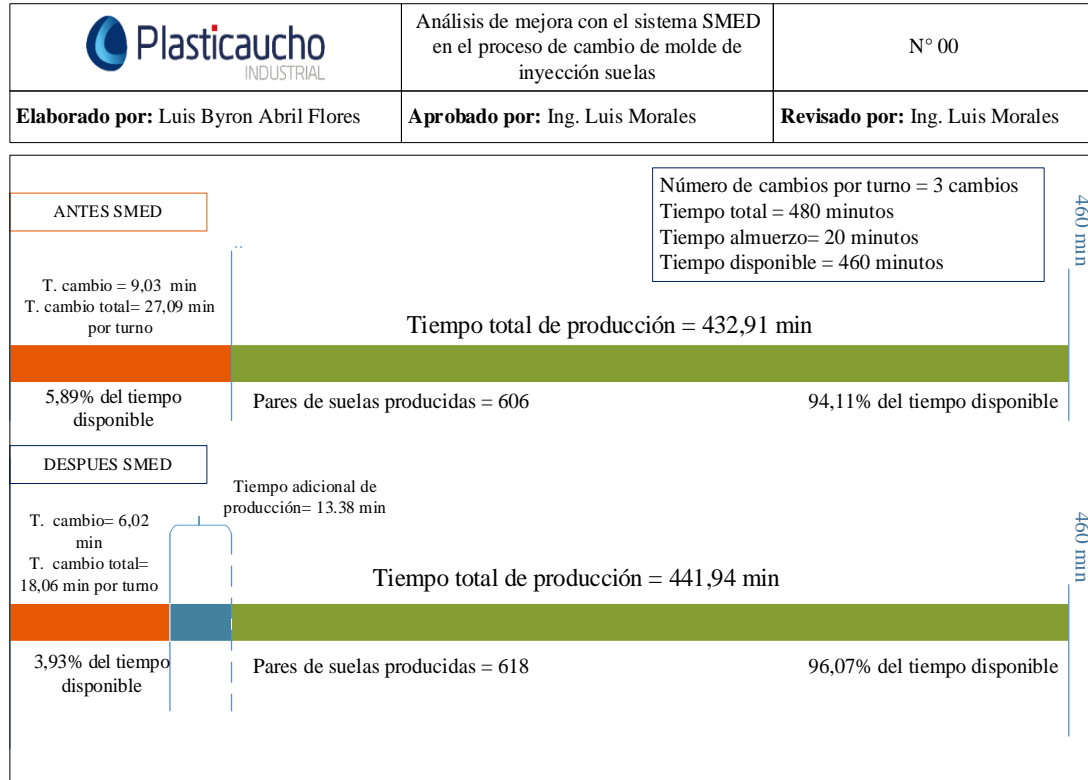 Plasticaucho
INDUSTRIAL
Análisis de mejora con el sistema SMED
en el proceso de cambio de molde de
inyección suelas
N° 00
Elaborado por: Luis Byron Abril Flores
Aprobado por: Ing. Luis Morales
Revisado por: Ing. Luis Morales
Número de cambios por turno = 3 cambios
Tiempo total = 480 minutos
Tiempo almuerzo= 20 minutos
Tiempo disponible = 460 minutos
460 min
ANTES SMED
..
T. cambio = 9,03 min
T. cambio total= 27,09 min
por turno
Tiempo total de producción = 432,91 min
5,89% del tiempo
disponible
Pares de suelas producidas = 606
94,11% del tiempo disponible
DESPUES SMED
Tiempo adicional de
producción= 13.38 min
T. cambio= 6,02
min
T. cambio total=
18,06 min por turno
460 min
Tiempo total de producción = 441,94 min
3,93% del tiempo
disponible
Pares de suelas producidas = 618
96,07% del tiempo disponible